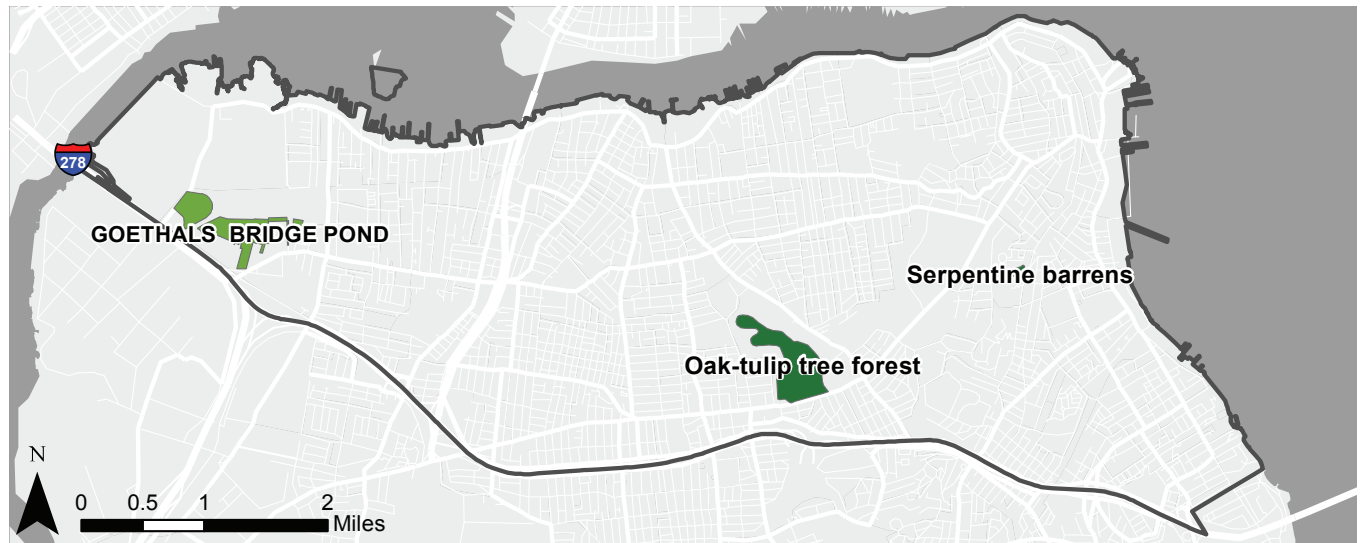 278
GOETHALS BRIDGE POND
Serpentine barrens
Oak-tulip tree forest
N
0 0.5 1 2
Miles